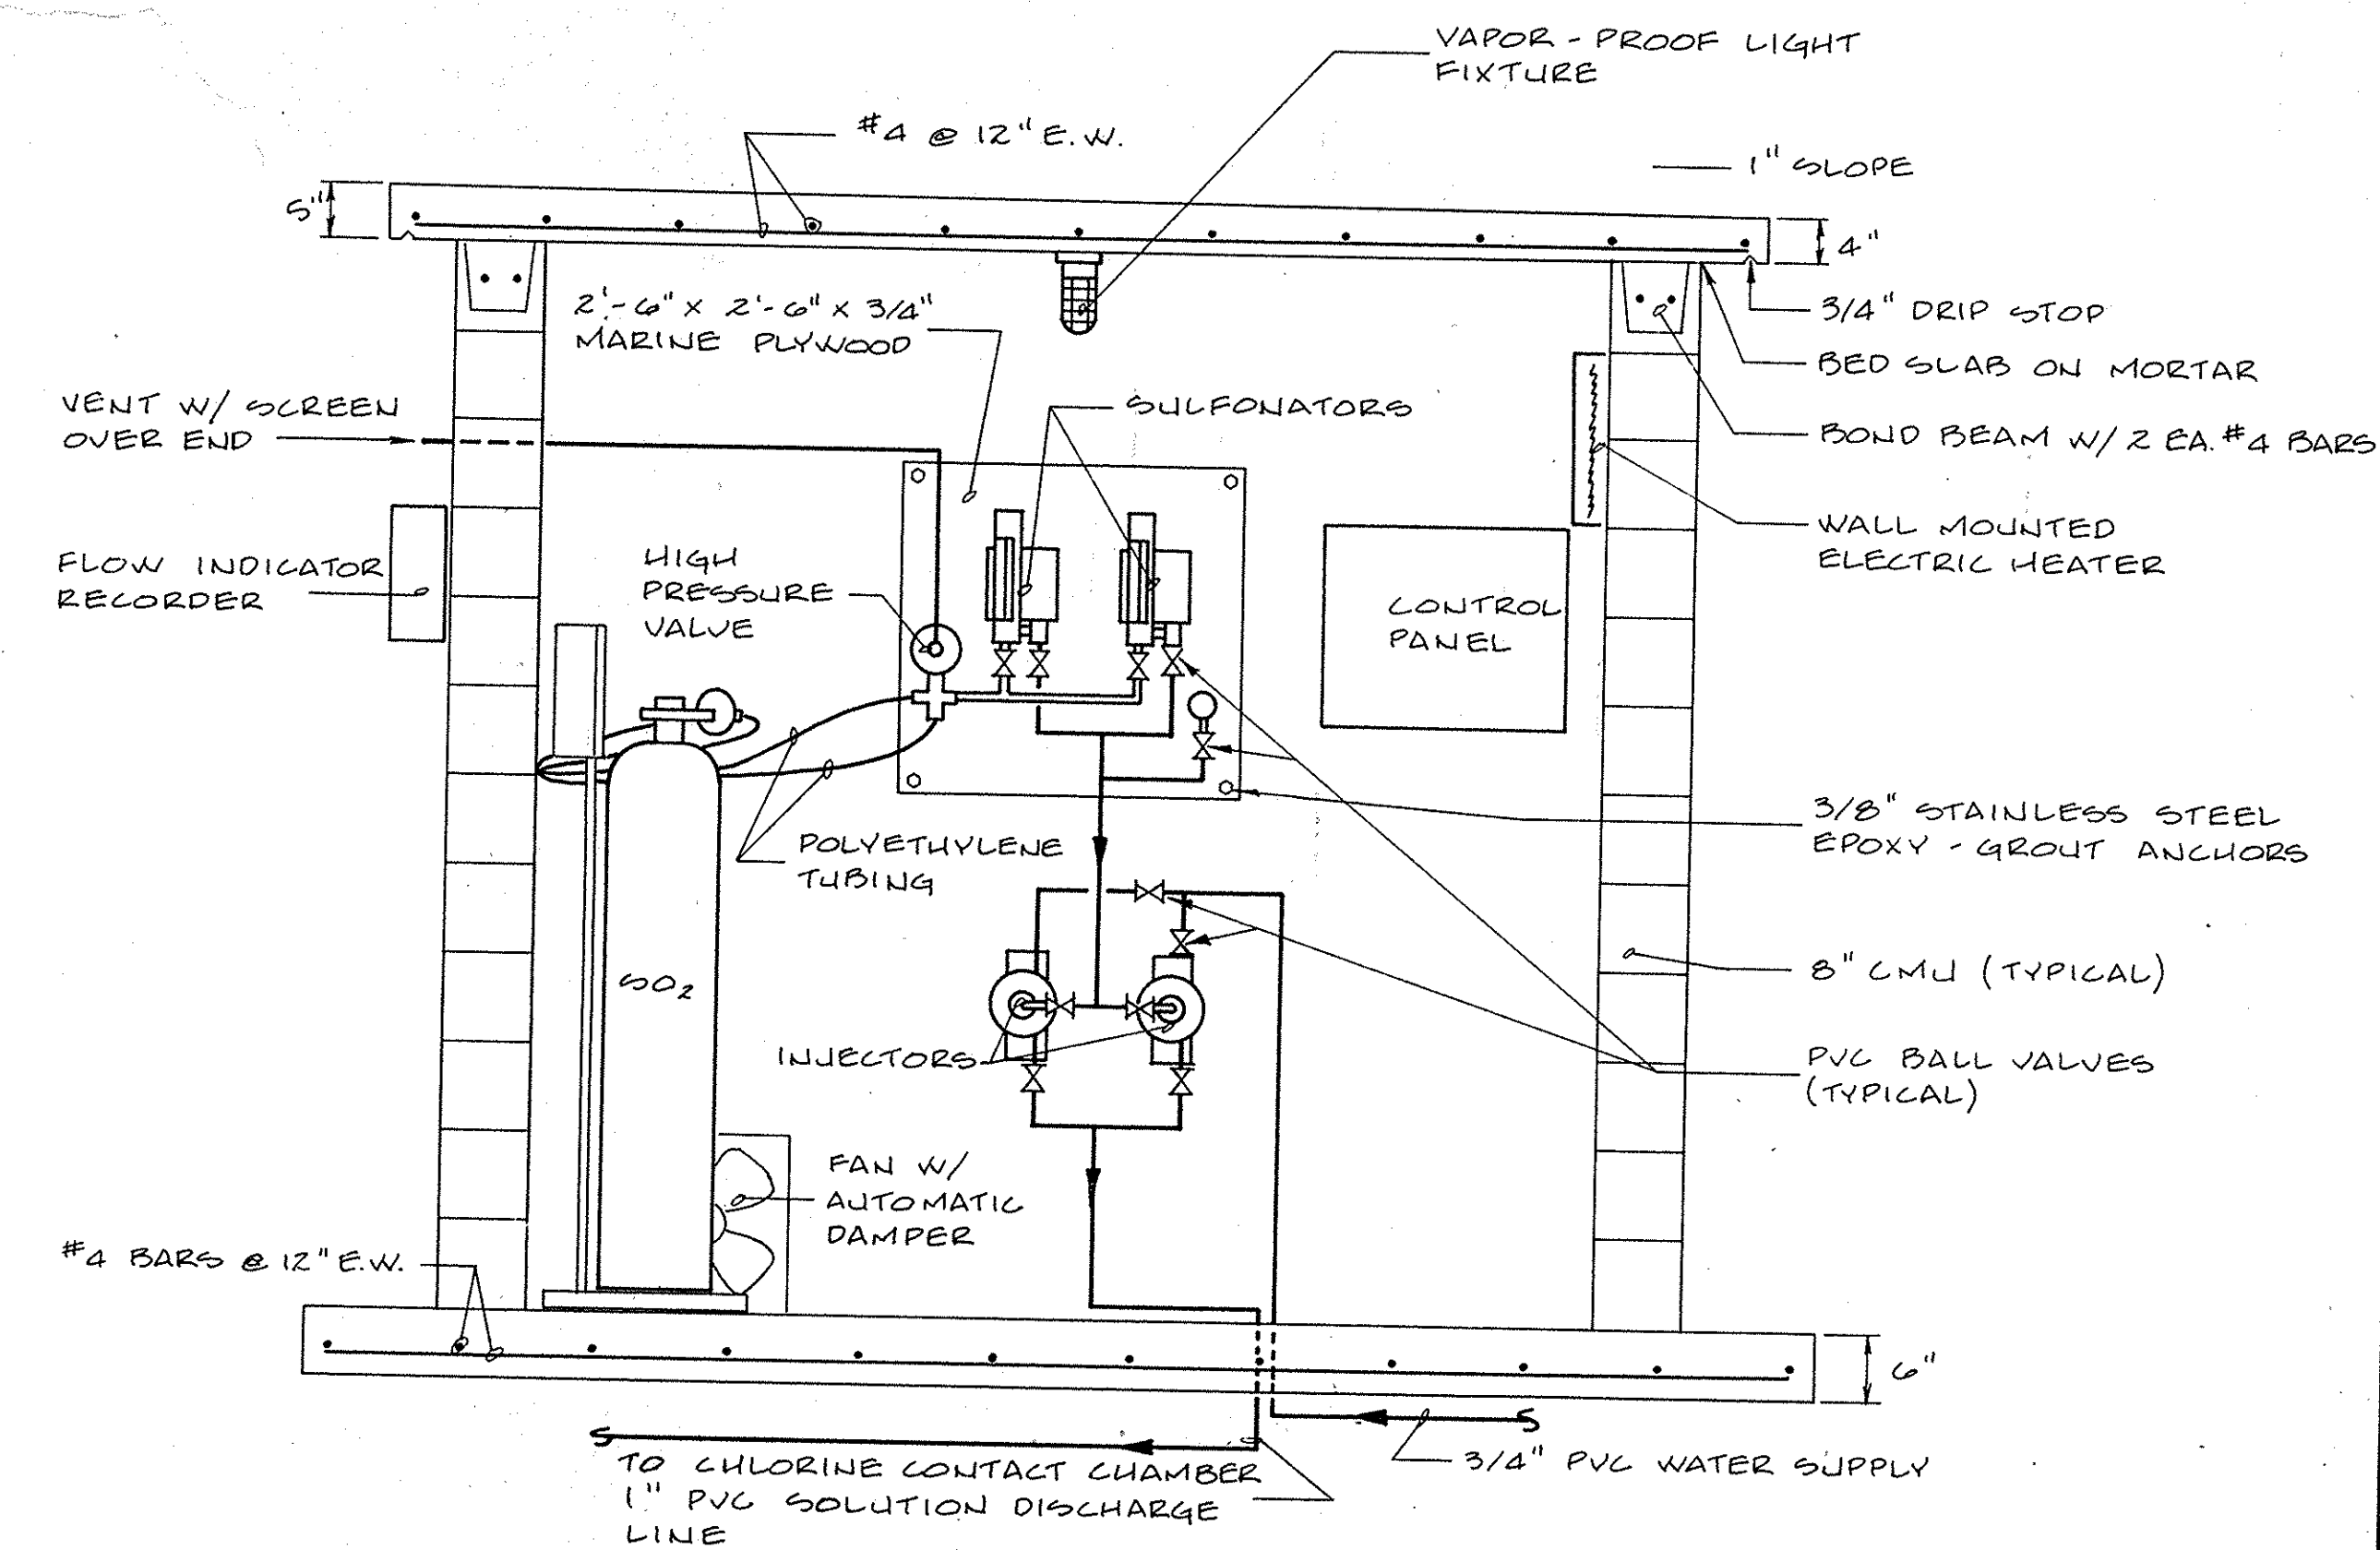 VAPOR - PROOF LIGHT
FIXTURE
#4 @ 12" E.W.
1" SLOPE
5"
4"
2'-6" x 2'-6" x 3/4"
MARINE PLYWOOD
3/4" DRIP STOP
BED SLAB ON MORTAR
VENT W/ SCREEN
OVER END
SULFONATORS
BOND BEAM W/ 2 EA. #4 BARS
WALL MOUNTED
ELECTRIC HEATER
FLOW INDICATOR
RECORDER
HIGH
PRESSURE
VALVE
CONTROL
PANEL
3/8" STAINLESS STEEL
EPOXY - GROUT ANCHORS
POLYETHYLENE
TUBING
SO2
8" CMU (TYPICAL)
INJECTORS
PVC BALL VALVES
(TYPICAL)
FAN W/
AUTOMATIC
DAMPER
#4 BARS @ 12" E.W.
6"
TO CHLORINE CONTACT CHAMBER
1" PVC SOLUTION DISCHARGE
LINE
3/4" PVC WATER SUPPLY